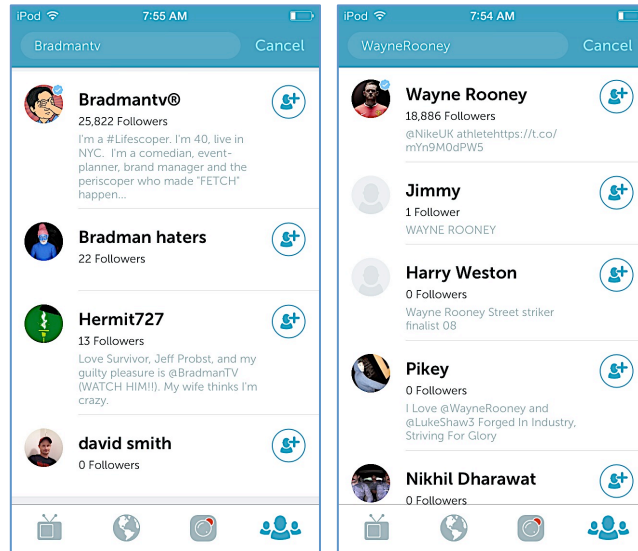 iPod 7:55 AM
Bradmantv Cancel
Bradmantv®
25,822 Followers
I'm a #Lifescoper. I'm 40, live in
NYC. I'm a comedian, event-
planner, brand manager and the
periscoper who made "FETCH"
happen...
Bradman haters
22 Followers
Hermit727
13 Followers
Love Survivor, Jeff Probst, and my
guilty pleasure is @BradmanTV
(WATCH HIM!!). My wife thinks I'm
crazy.
david smith
0 Followers
iPod 7:54 AM
WayneRooney Cancel
Wayne Rooney
18,886 Followers
@NikeUK athletehttps://t.co/
mYn9M0dPW5
Jimmy
1 Follower
WAYNE ROONEY
Harry Weston
0 Followers
Wayne Rooney Street striker
finalist 08
Pikey
0 Followers
I Love @WayneRooney and
@LukeShaw3 Forged In Industry,
Striving For Glory
Nikhil Dharawat
0 Followers